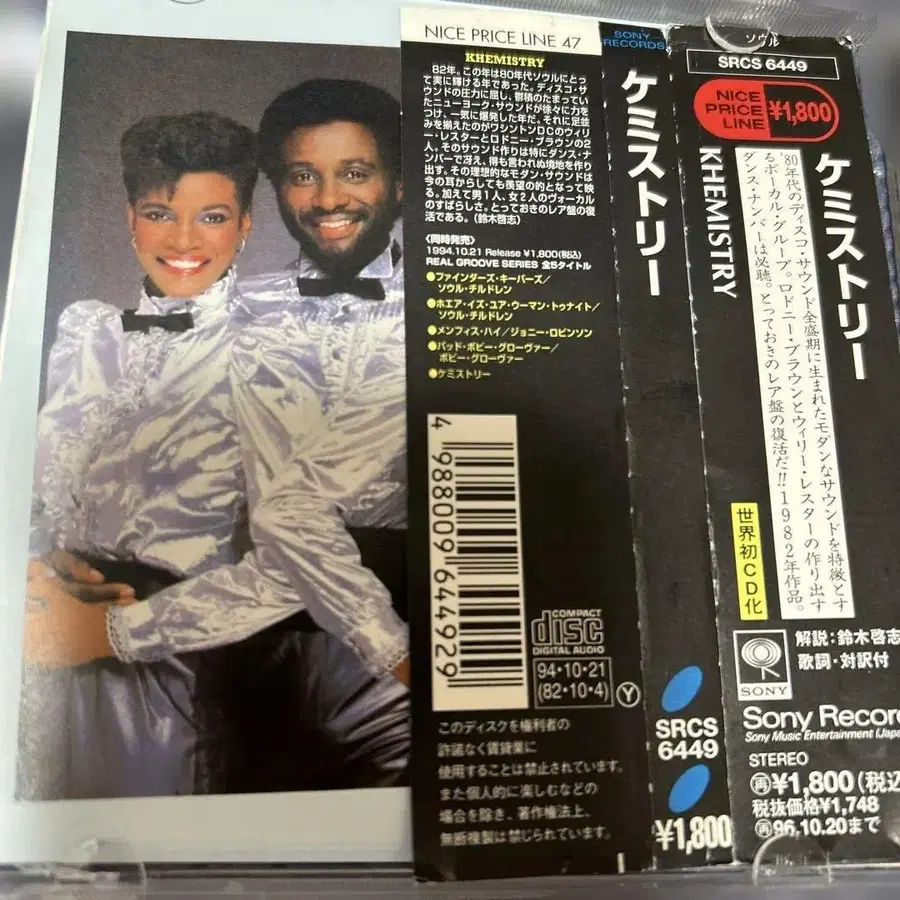 NICE PRICE LINE 47
KHEMISTRY
82年。この年は80年代ソウルにとっ
て実に輝ける年であった。ディスコ・サ
ウンドの圧力に屈し、鬱積のたまってい
たニューヨーク・サウンドが徐々に力を
つけ、一気に爆発した年だ。それに足並
みを揃えたのがワシントンDCのウィリ
ー・レスターとロドニー・ブラウンの2
人。そのサウンド作りは特にダンス・ナ
ンバーで冴え、得も言われぬ境地を作り
出す。その理想的なモダン・サウンドは
今の耳からしても羨望の的となって映
る。加えて男1人、女2人のヴォーカル
のすばらしさ。とっておきのレア盤の復
活である。(鈴木啓志)
〈同時発売〉
1994.10.21 Release ¥1,800(税込)
REAL GROOVE SERIES 全5タイトル
●ファインダーズ・キーパーズ/
ソウル・チルドレン
●ホエア・イズ・ユア・ウーマン・トゥナイト/
ソウル・チルドレン
●メンフィス・ハイ/ジョニー・ロビンソン
●バッド・ボビー・グローヴァー/
ボビー・グローヴァー
●ケミストリー
4988009644929
COMPACT
disc
DIGITAL AUDIO
94・10・21
(82・10・4)
Y
このディスクを権利者の
許諾なく賃貸業に
使用することは禁止されています。
また個人的に楽しむなどの
場合を除き、著作権法上、
無断複製は禁じられています。
SONY
RECORDS
ケミストリー
SRCS
6449
¥1,800
ソウル
SRCS 6449
NICE
PRICE
LINE
¥1,800
ケミストリー
KHEMISTRY
'80年代のディスコ・サウンド全盛期に生まれたモダンなサウンドを特徴とす
るボーカル・グループ。ロドニー・ブラウンとウィリー・レスターの作り出す
ダンス・ナンバーは必聴。とっておきのレア盤の復活だ!!1982年作品。
世界初CD化
解説:鈴木啓志
歌詞・対訳付
SONY
Sony Recor
Sony Music Entertainment (Japa
STEREO
再¥1,800(税込
税抜価格¥1,748
再96.10.20まで